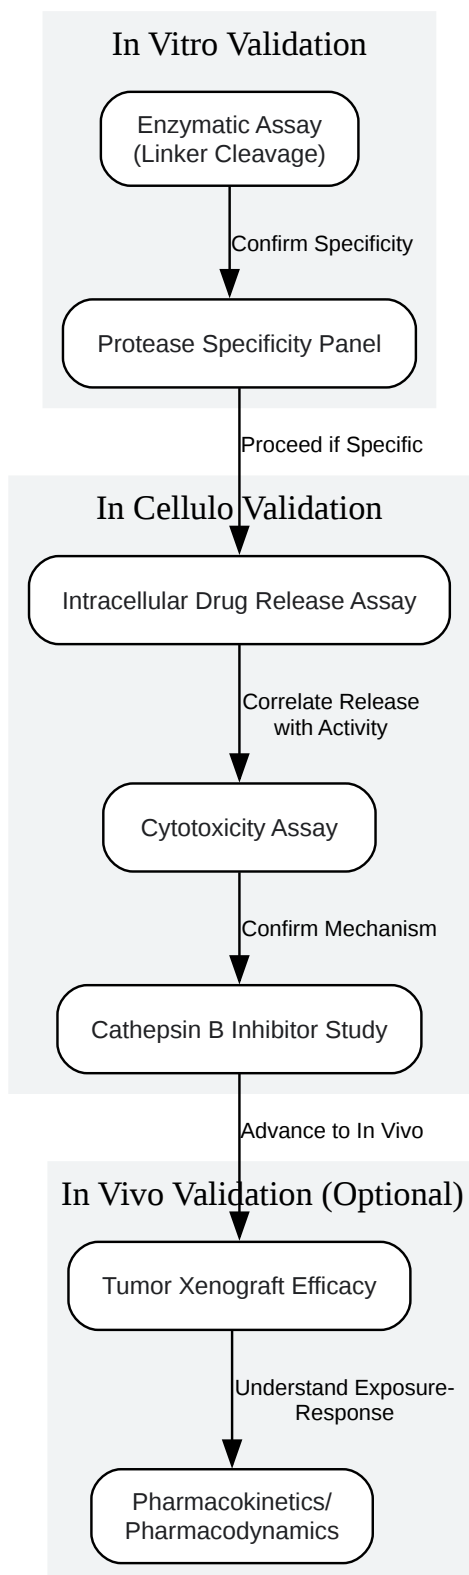 In Vitro Validation
Enzymatic Assay
(Linker Cleavage)
Confirm Specificity
Protease Specificity Panel
Proceed if Specific
In Cellulo Validation
Intracellular Drug Release Assay
Correlate Release
with Activity
Cytotoxicity Assay
Confirm Mechanism
Cathepsin B Inhibitor Study
Advance to In Vivo
In Vivo Validation (Optional)
Tumor Xenograft Efficacy
Understand Exposure-
Response
Pharmacokinetics/
Pharmacodynamics